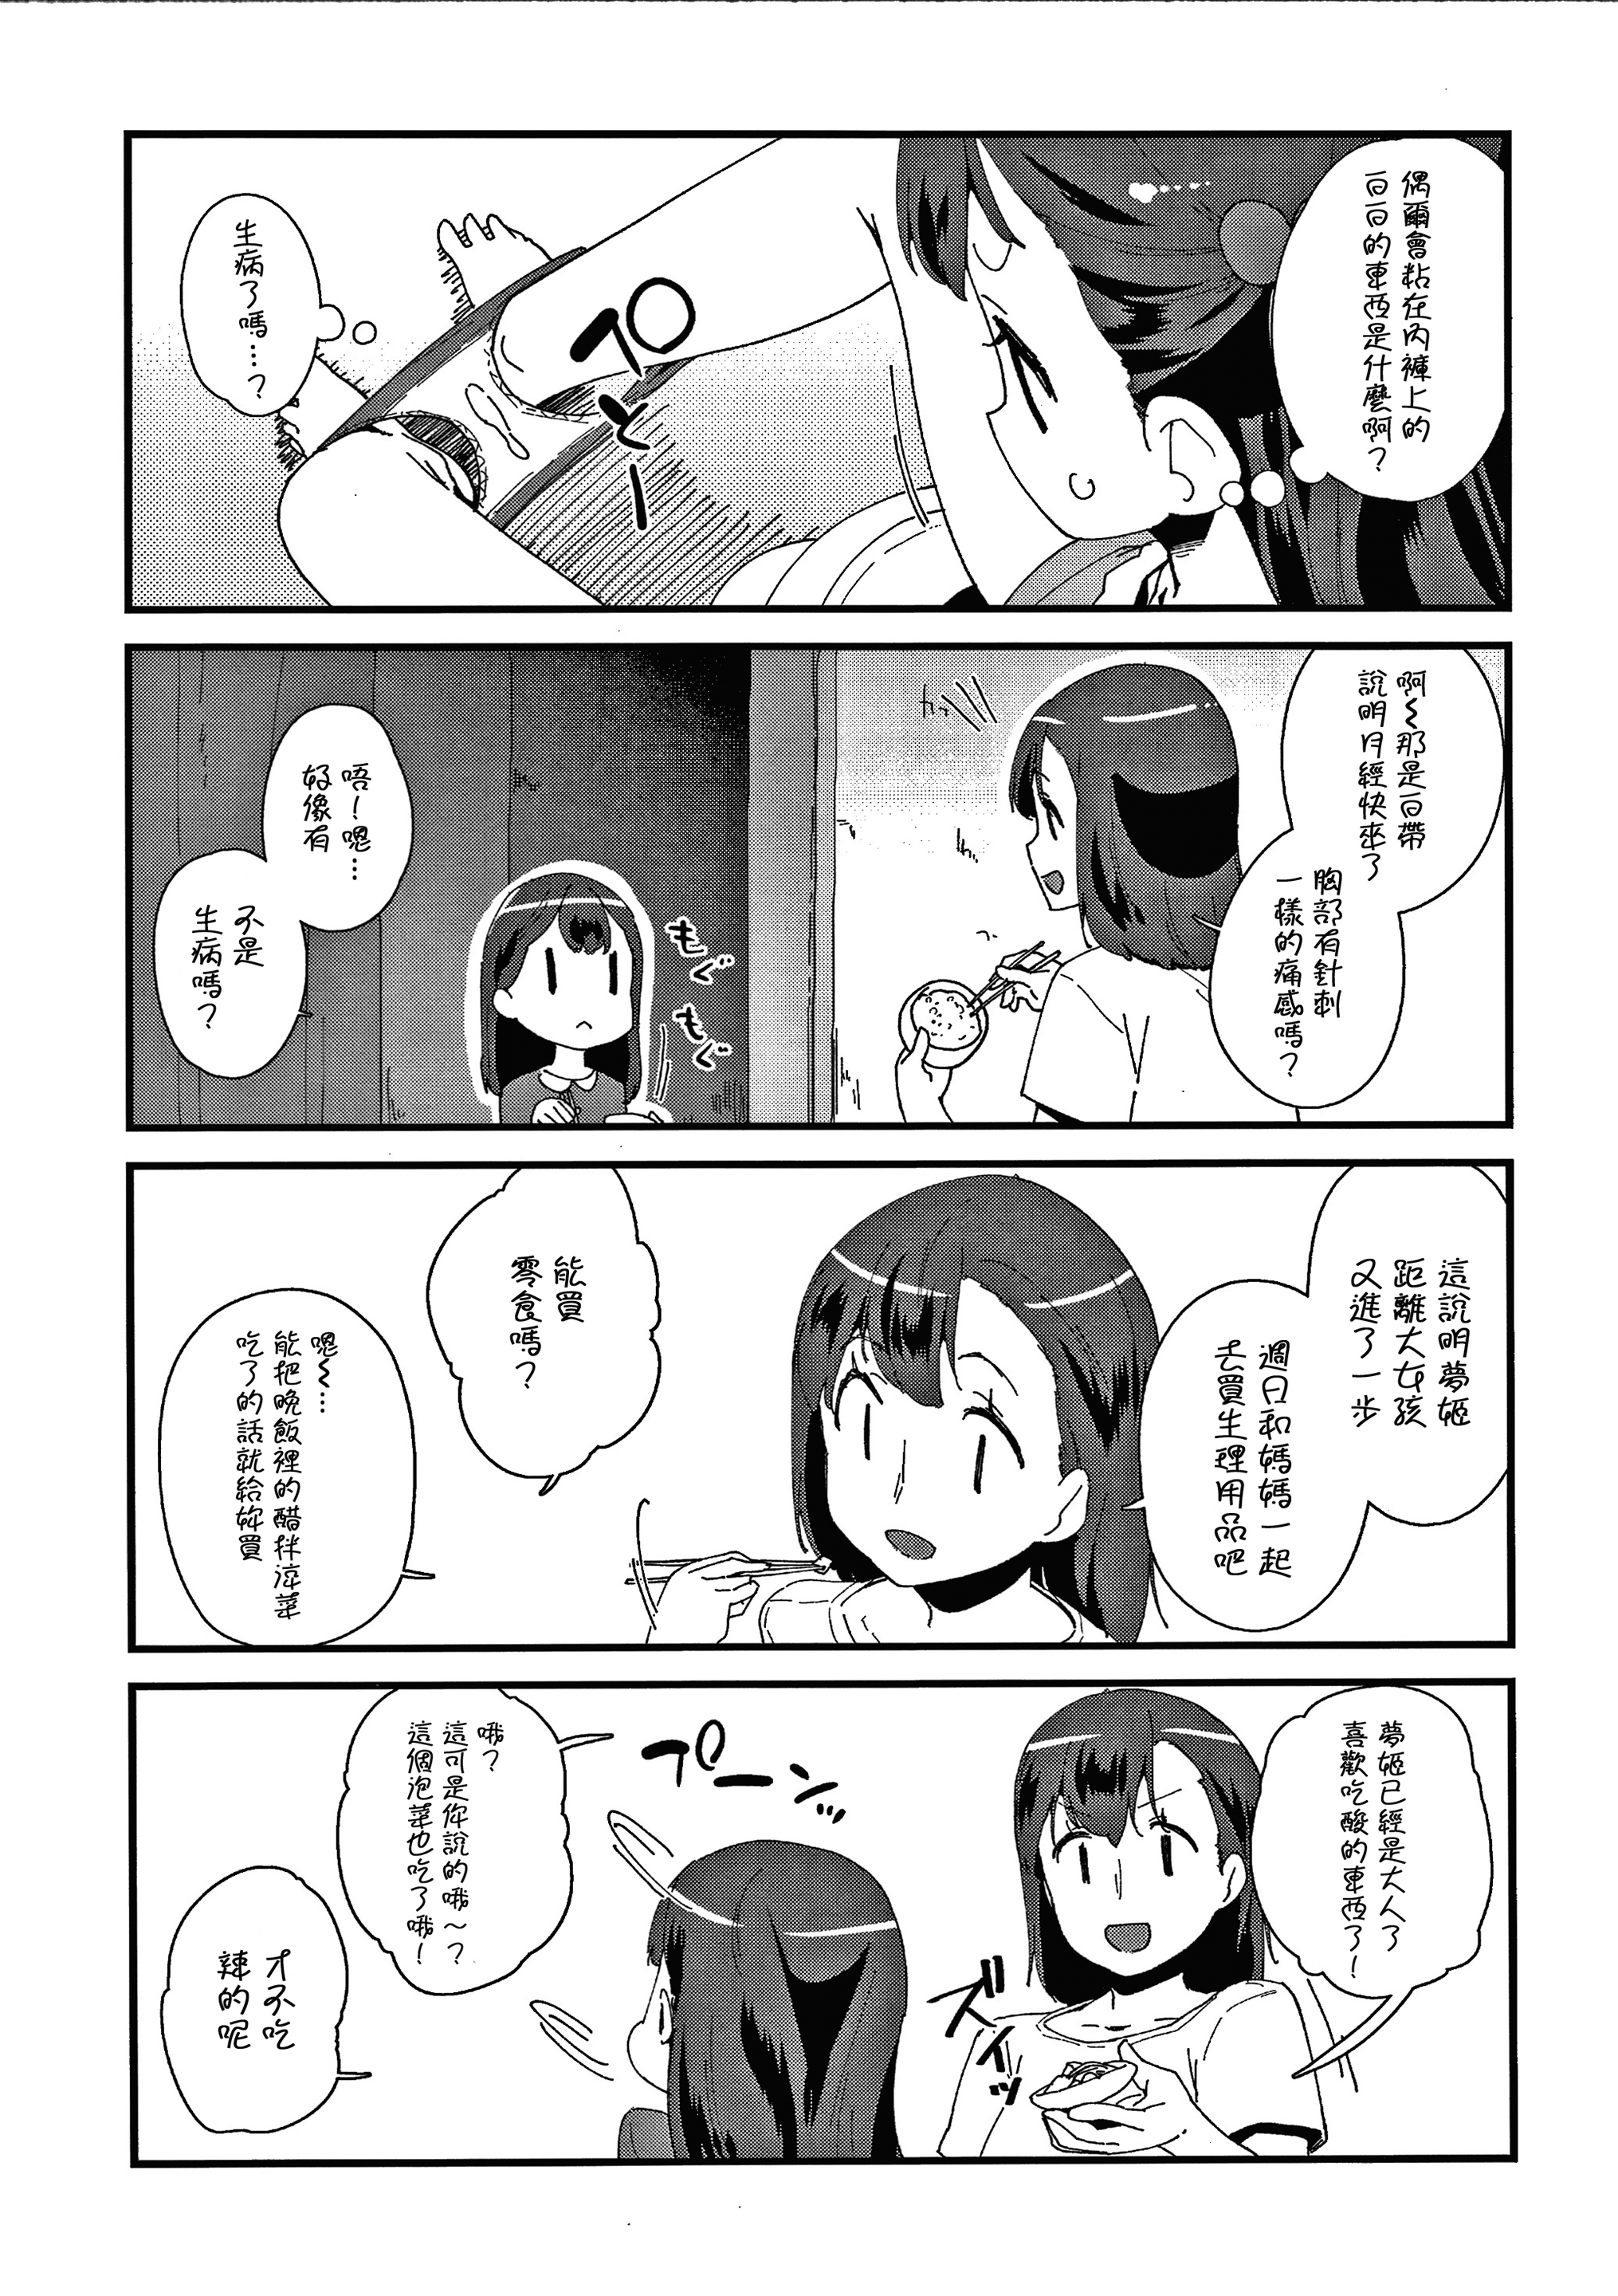 偶爾會粘在內褲上的
白白的東西是什麼啊？
ペローン
生病了嗎…？
啊～那是白帶
說明月經快來了
胸部有針刺
一樣的痛感嗎？
カッ
もぐ
もぐ
唔！嗯…
好像有
不是
生病嗎？
這說明夢姬
距離大女孩
又進了一步
週日和媽媽一起
去買生理用品吧
能買
零食嗎？
嗯～…
能把晚飯裡的醋拌涼菜
吃了的話就給妳買
夢姬已經是大人了
喜歡吃酸的東西了！
ズイッ
プーンッ
哦？
這可是你說的哦～？
這個泡菜也吃了哦！
才不吃
辣的呢